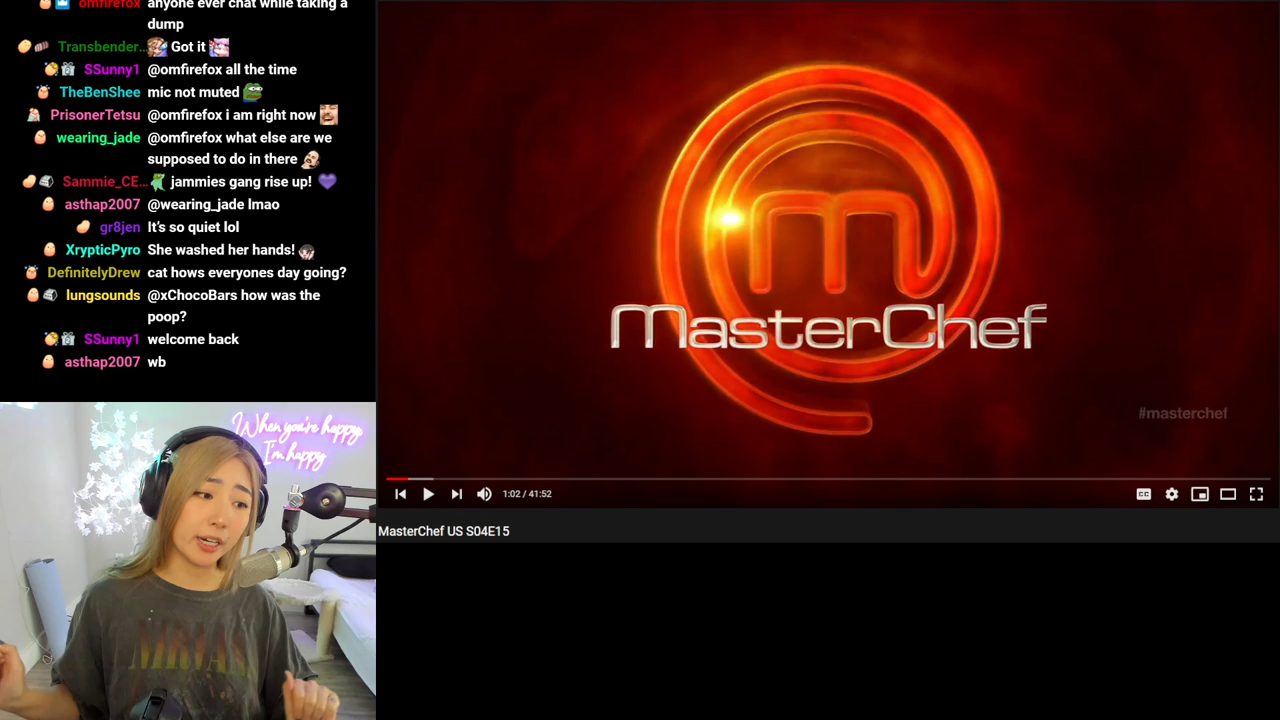 omfirefox anyone ever chat while taking a
dump
Transbender... Got it
SSunny1 @omfirefox all the time
TheBenShee mic not muted
PrisonerTetsu @omfirefox i am right now
wearing_jade @omfirefox what else are we
supposed to do in there
Sammie_CE... jammies gang rise up!
asthap2007 @wearing_jade lmao
gr8jen It's so quiet lol
XrypticPyro She washed her hands!
DefinitelyDrew cat hows everyones day going?
lungsounds @xChocoBars how was the
poop?
SSunny1 welcome back
asthap2007 wb
When you're happy
I'm happy
MasterChef
#masterchef
1:02 / 41:52
CC
MasterChef US S04E15